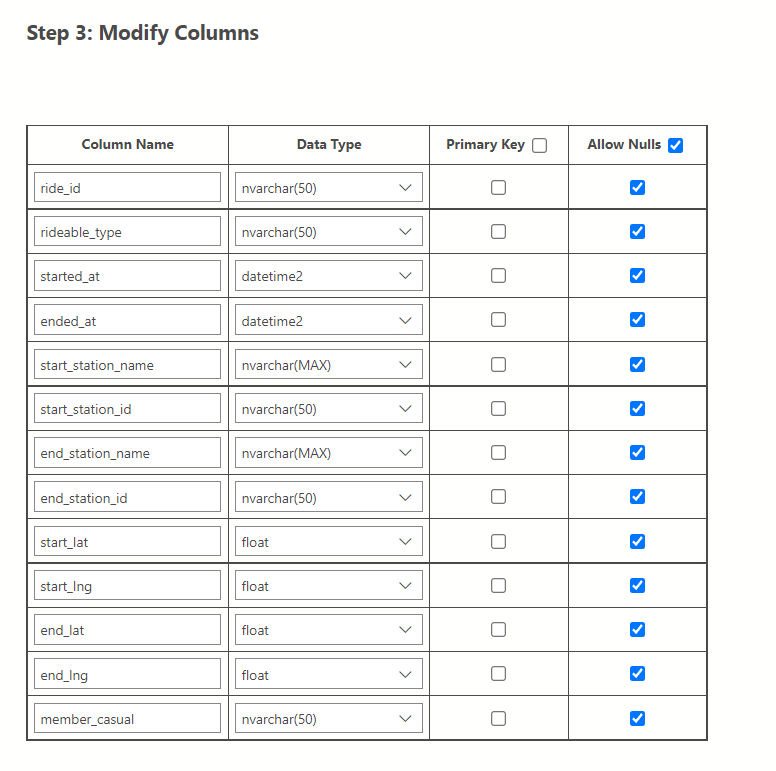 Step 3: Modify Columns
Column Name Data Type Primary Key Allow Nulls
ride_id nvarchar(50)
rideable_type nvarchar(50)
started_at datetime2
ended_at datetime2
start_station_name nvarchar(MAX)
start_station_id nvarchar(50)
end_station_name nvarchar(MAX)
end_station_id nvarchar(50)
start_lat float
start_lng float
end_lat float
end_lng float
member_casual nvarchar(50)